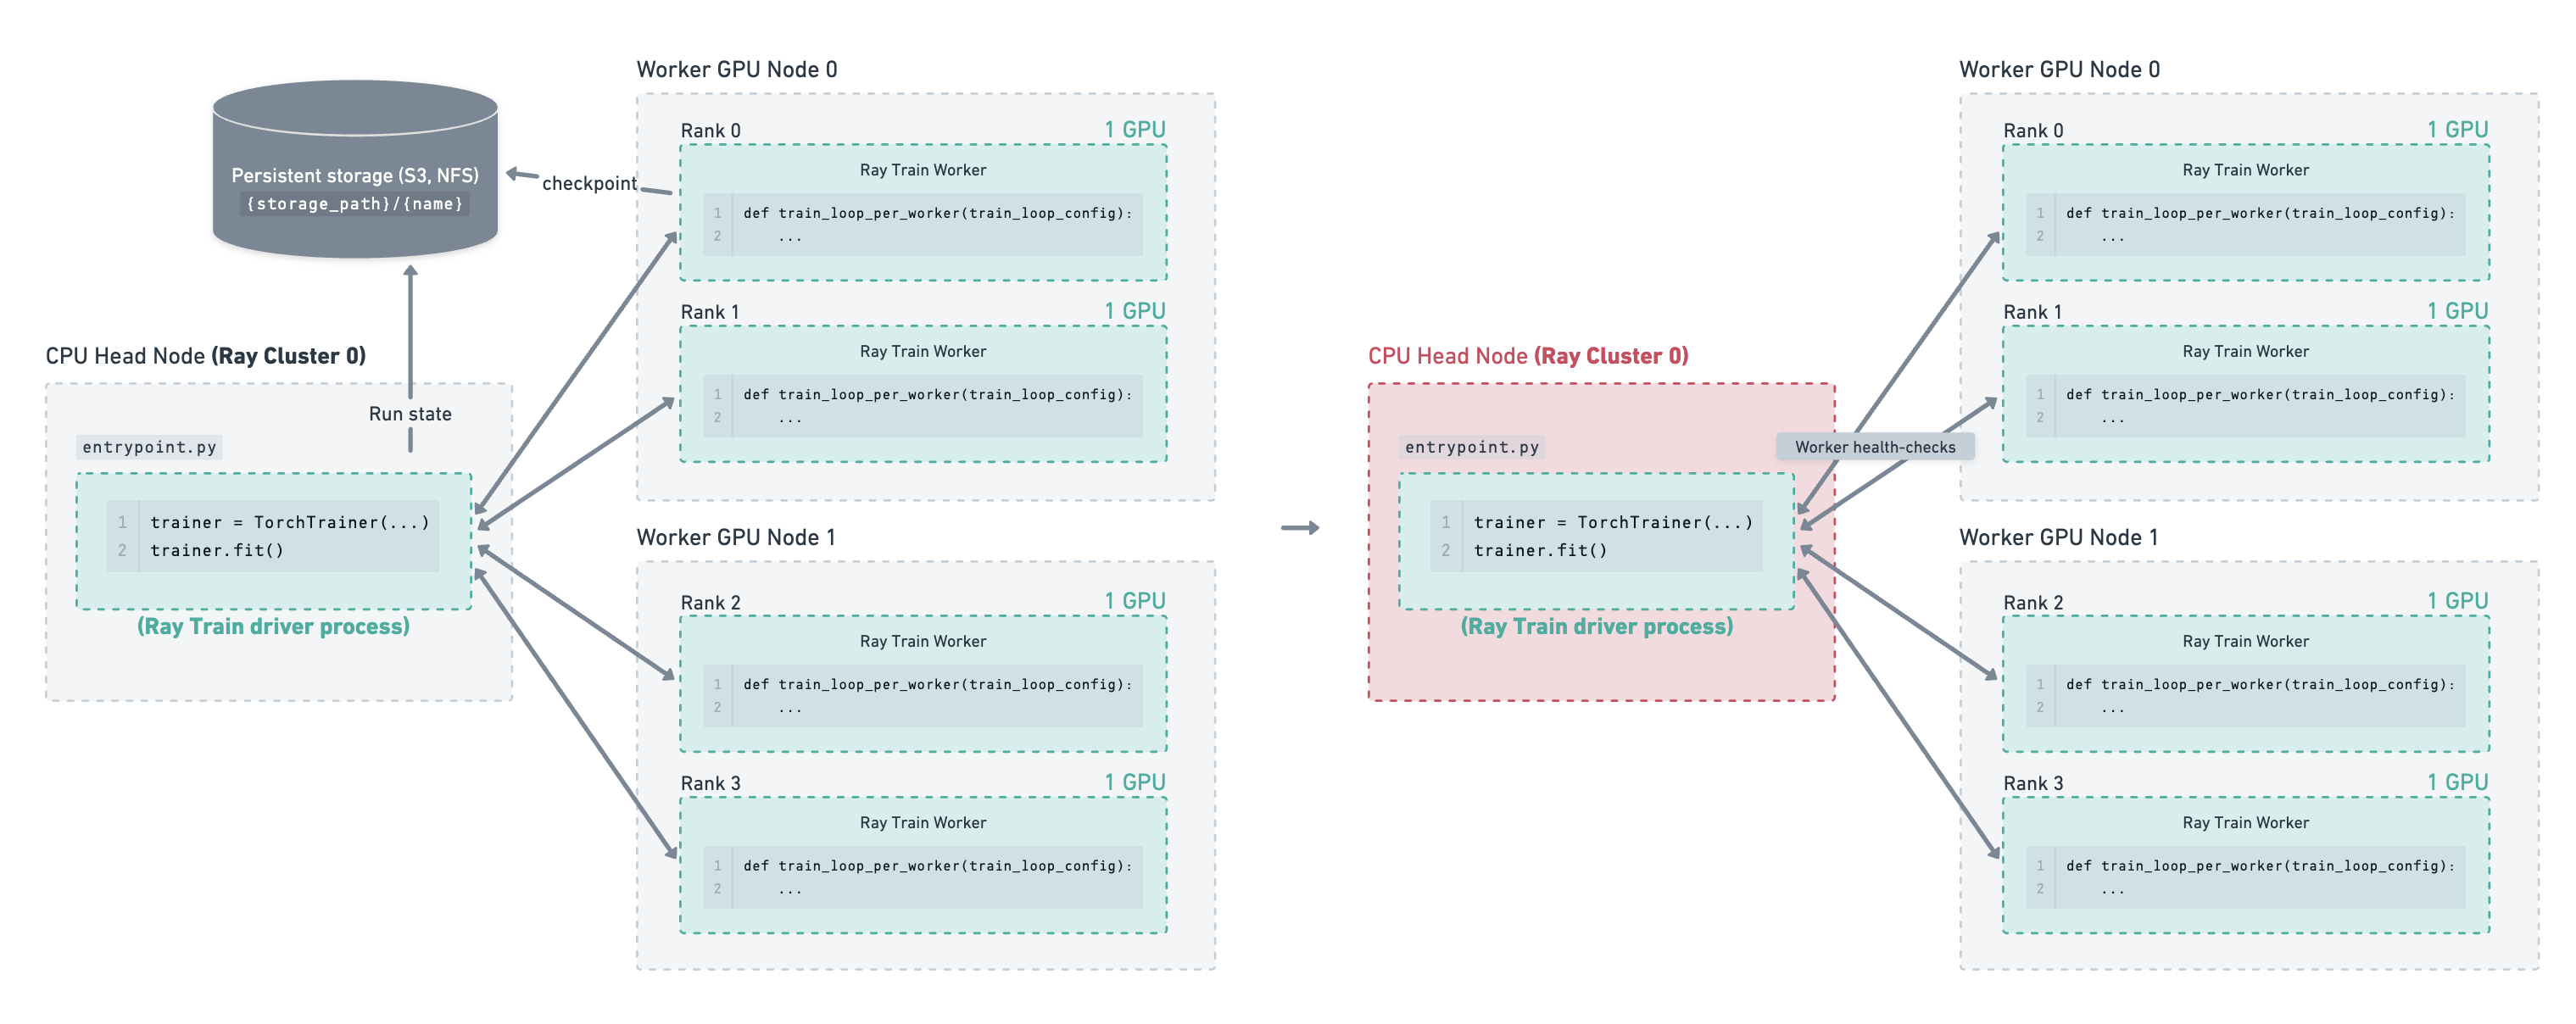 Persistent storage (S3, NFS)
{storage_path}/{name}
checkpoint
Run state
CPU Head Node (Ray Cluster 0)
entrypoint.py
1 trainer = TorchTrainer(...)
2 trainer.fit()
(Ray Train driver process)
Worker GPU Node 0
Rank 0 1 GPU
Ray Train Worker
1 def train_loop_per_worker(train_loop_config):
2 ...
Rank 1 1 GPU
Ray Train Worker
1 def train_loop_per_worker(train_loop_config):
2 ...
Worker GPU Node 1
Rank 2 1 GPU
Ray Train Worker
1 def train_loop_per_worker(train_loop_config):
2 ...
Rank 3 1 GPU
Ray Train Worker
1 def train_loop_per_worker(train_loop_config):
2 ...
CPU Head Node (Ray Cluster 0)
entrypoint.py
1 trainer = TorchTrainer(...)
2 trainer.fit()
(Ray Train driver process)
Worker health-checks
Worker GPU Node 0
Rank 0 1 GPU
Ray Train Worker
1 def train_loop_per_worker(train_loop_config):
2 ...
Rank 1 1 GPU
Ray Train Worker
1 def train_loop_per_worker(train_loop_config):
2 ...
Worker GPU Node 1
Rank 2 1 GPU
Ray Train Worker
1 def train_loop_per_worker(train_loop_config):
2 ...
Rank 3 1 GPU
Ray Train Worker
1 def train_loop_per_worker(train_loop_config):
2 ...